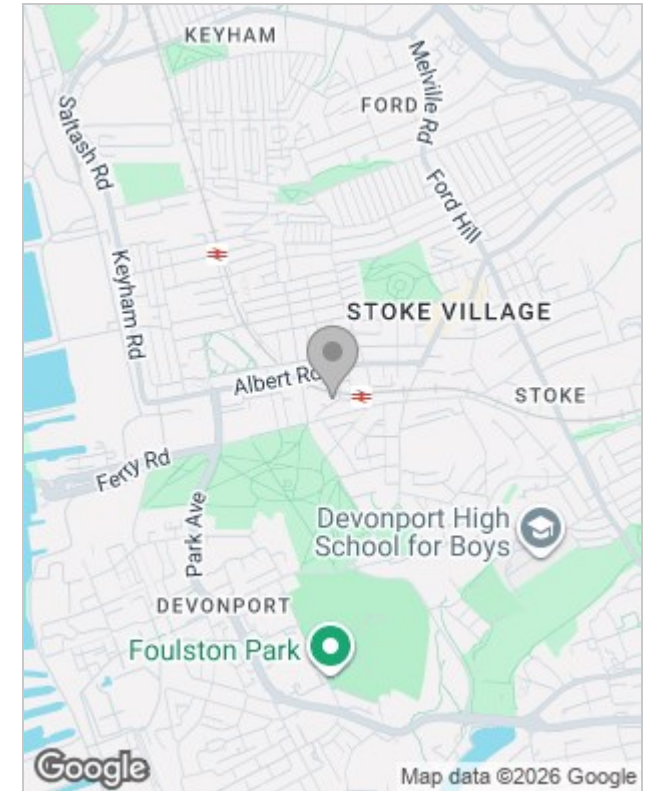 KEYHAM
Melville Rd
FORD
Saltash Rd
Ford Hill
Keyham Rd
STOKE VILLAGE
Albert Rd
STOKE
Ferry Rd
Park Ave
Devonport High
School for Boys
DEVONPORT
Foulston Park
Google
Map data ©2026 Google